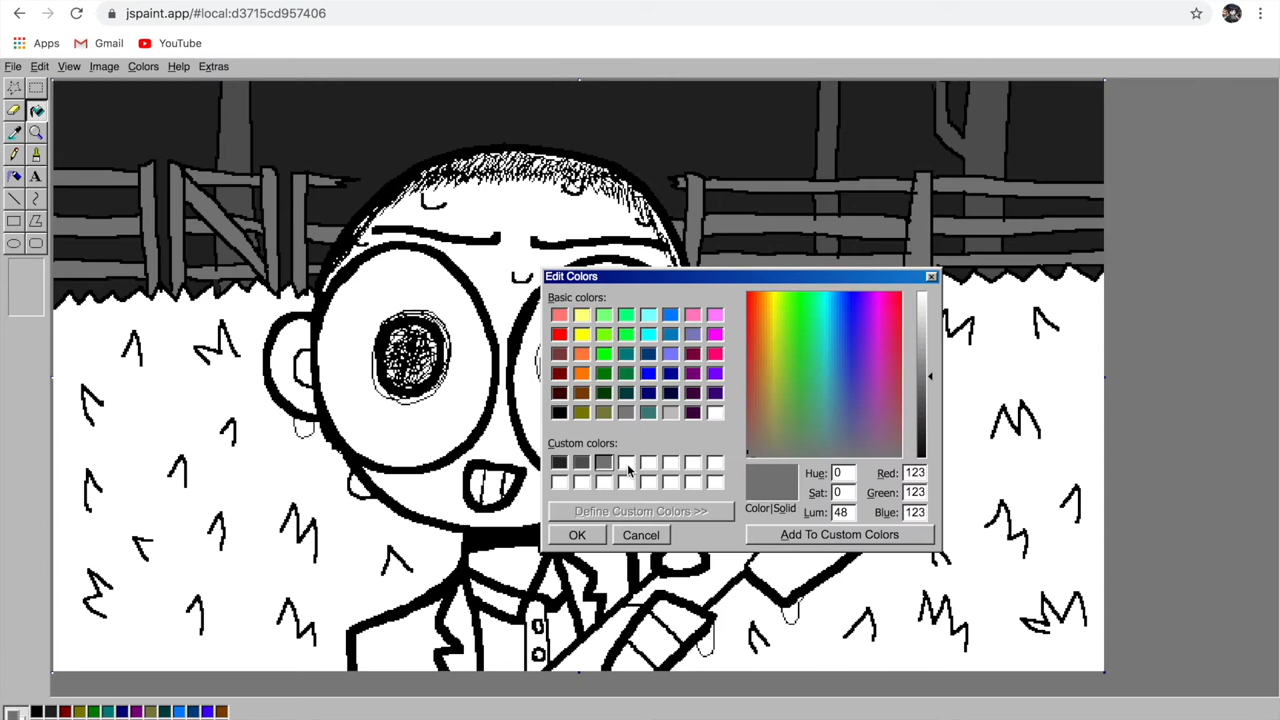 jspaint.app/#local:d3715cd957406
Apps Gmail YouTube
File Edit View Image Colors Help Extras
A
Edit Colors
Basic colors:
Custom colors:
Define Custom Colors >>
OK Cancel
Color|Solid
Hue: 0 Red: 123
Sat: 0 Green: 123
Lum: 48 Blue: 123
Add To Custom Colors